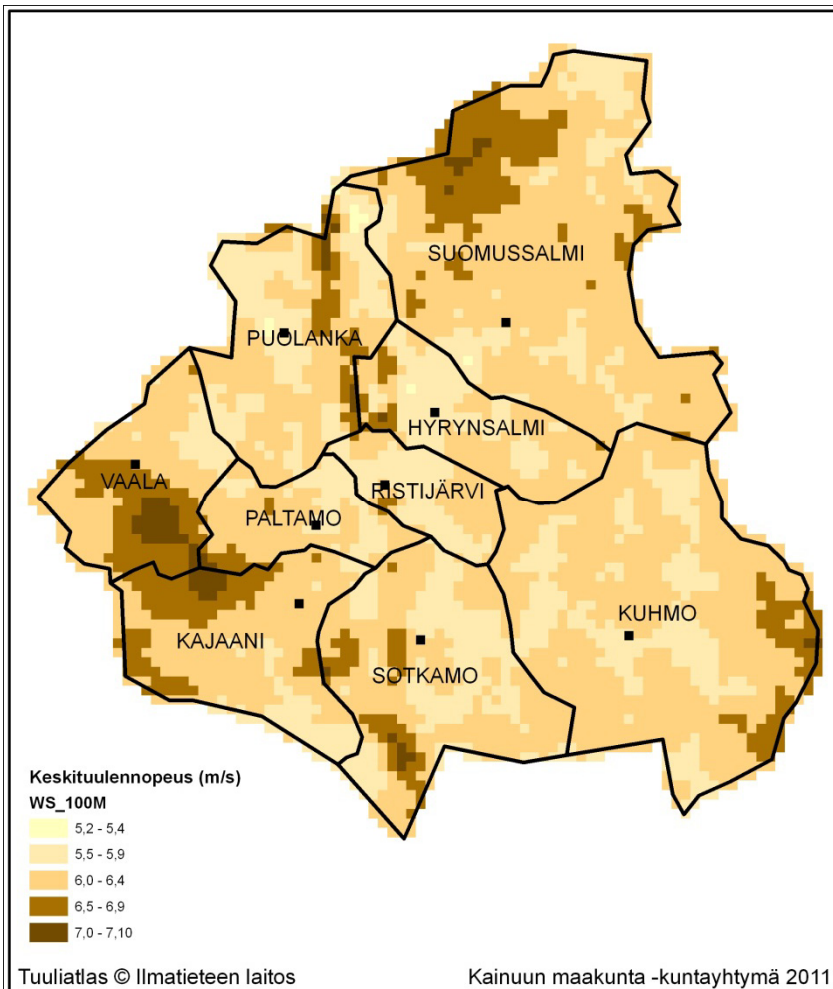 SUOMUSSALMI
PUOLANKA
HYRYNSALMI
VAALA
RISTIJÄRVI
PALTAMO
KUHMO
KAJAANI
SOTKAMO
Keskituulennopeus (m/s)
WS_100M
5,2 - 5,4
5,5 - 5,9
6,0 - 6,4
6,5 - 6,9
7,0 - 7,10
Tuuliatlas © Ilmatieteen laitos
Kainuun maakunta -kuntayhtymä 2011